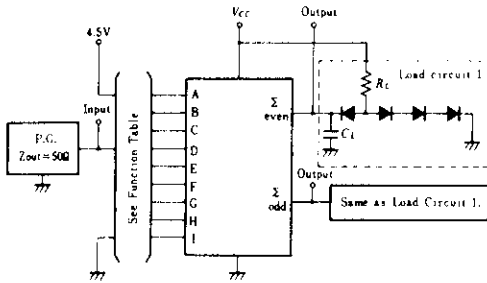 VCC
Output
4.5V
Input
P.G.
Zout=50Ω
See Function Table
A
B
C
D
E
F
G
H
I
Σ
even
Σ
odd
RL
CL
Load circuit 1
Output
Same as Load Circuit 1.